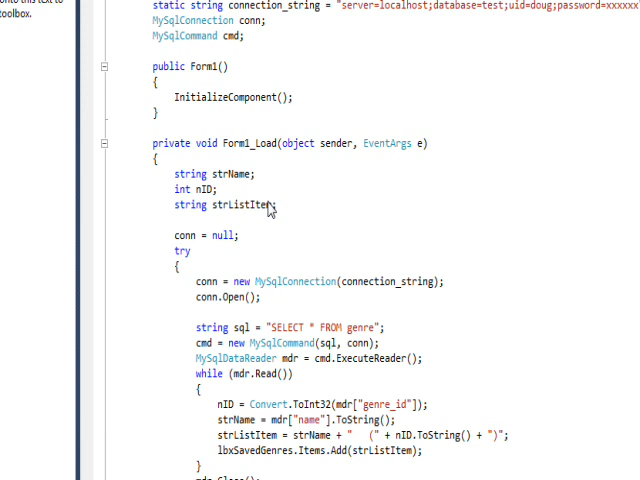 onto this text to
toolbox.
static string connection_string = "server=localhost;database=test;uid=doug;password=xxxxxx
MySqlConnection conn;
MySqlCommand cmd;
public Form1()
{
InitializeComponent();
}
private void Form1_Load(object sender, EventArgs e)
{
string strName;
int nID;
string strListItem;
conn = null;
try
{
conn = new MySqlConnection(connection_string);
conn.Open();
string sql = "SELECT * FROM genre";
cmd = new MySqlCommand(sql, conn);
MySqlDataReader mdr = cmd.ExecuteReader();
while (mdr.Read())
{
nID = Convert.ToInt32(mdr["genre_id"]);
strName = mdr["name"].ToString();
strListItem = strName + "   (" + nID.ToString() + ")";
lbxSavedGenres.Items.Add(strListItem);
}
mdr.Close();